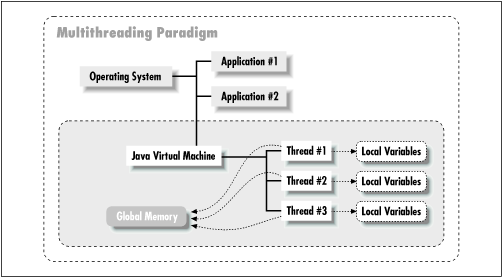 Multithreading Paradigm
Application #1
Operating System
Application #2
Java Virtual Machine
Thread #1
Local Variables
Thread #2
Local Variables
Global Memory
Thread #3
Local Variables